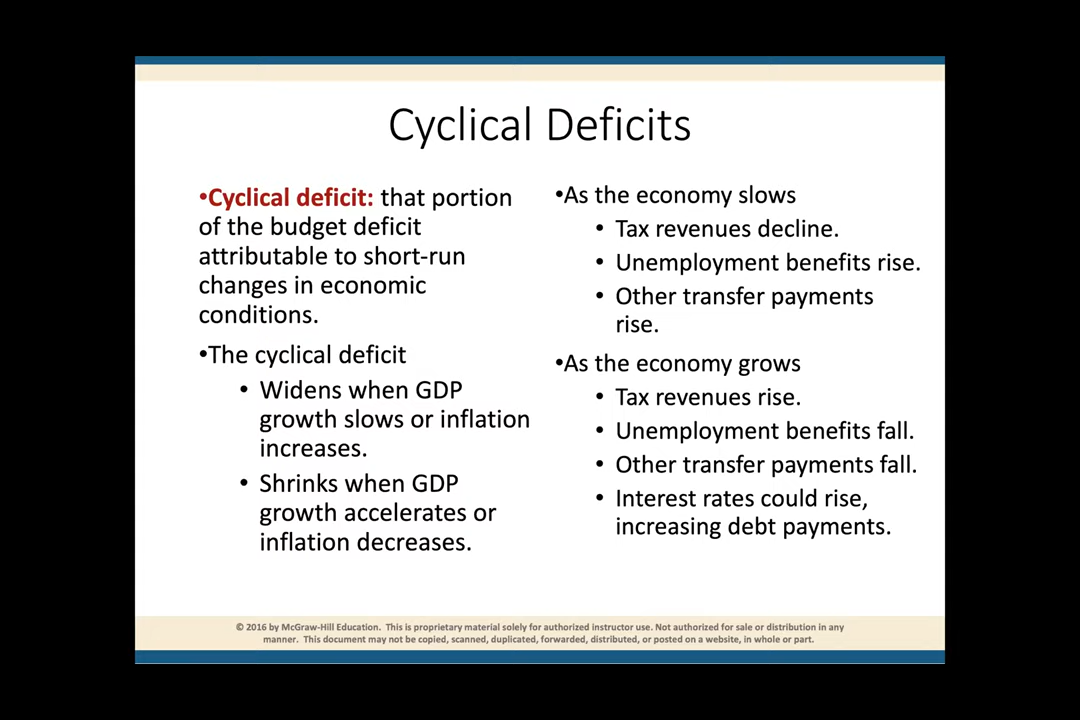 Cyclical Deficits
•Cyclical deficit: that portion
of the budget deficit
attributable to short-run
changes in economic
conditions.
•The cyclical deficit
• Widens when GDP
growth slows or inflation
increases.
• Shrinks when GDP
growth accelerates or
inflation decreases.
•As the economy slows
• Tax revenues decline.
• Unemployment benefits rise.
• Other transfer payments
rise.
•As the economy grows
• Tax revenues rise.
• Unemployment benefits fall.
• Other transfer payments fall.
• Interest rates could rise,
increasing debt payments.
© 2016 by McGraw-Hill Education. This is proprietary material solely for authorized instructor use. Not authorized for sale or distribution in any
manner. This document may not be copied, scanned, duplicated, forwarded, distributed, or posted on a website, in whole or part.